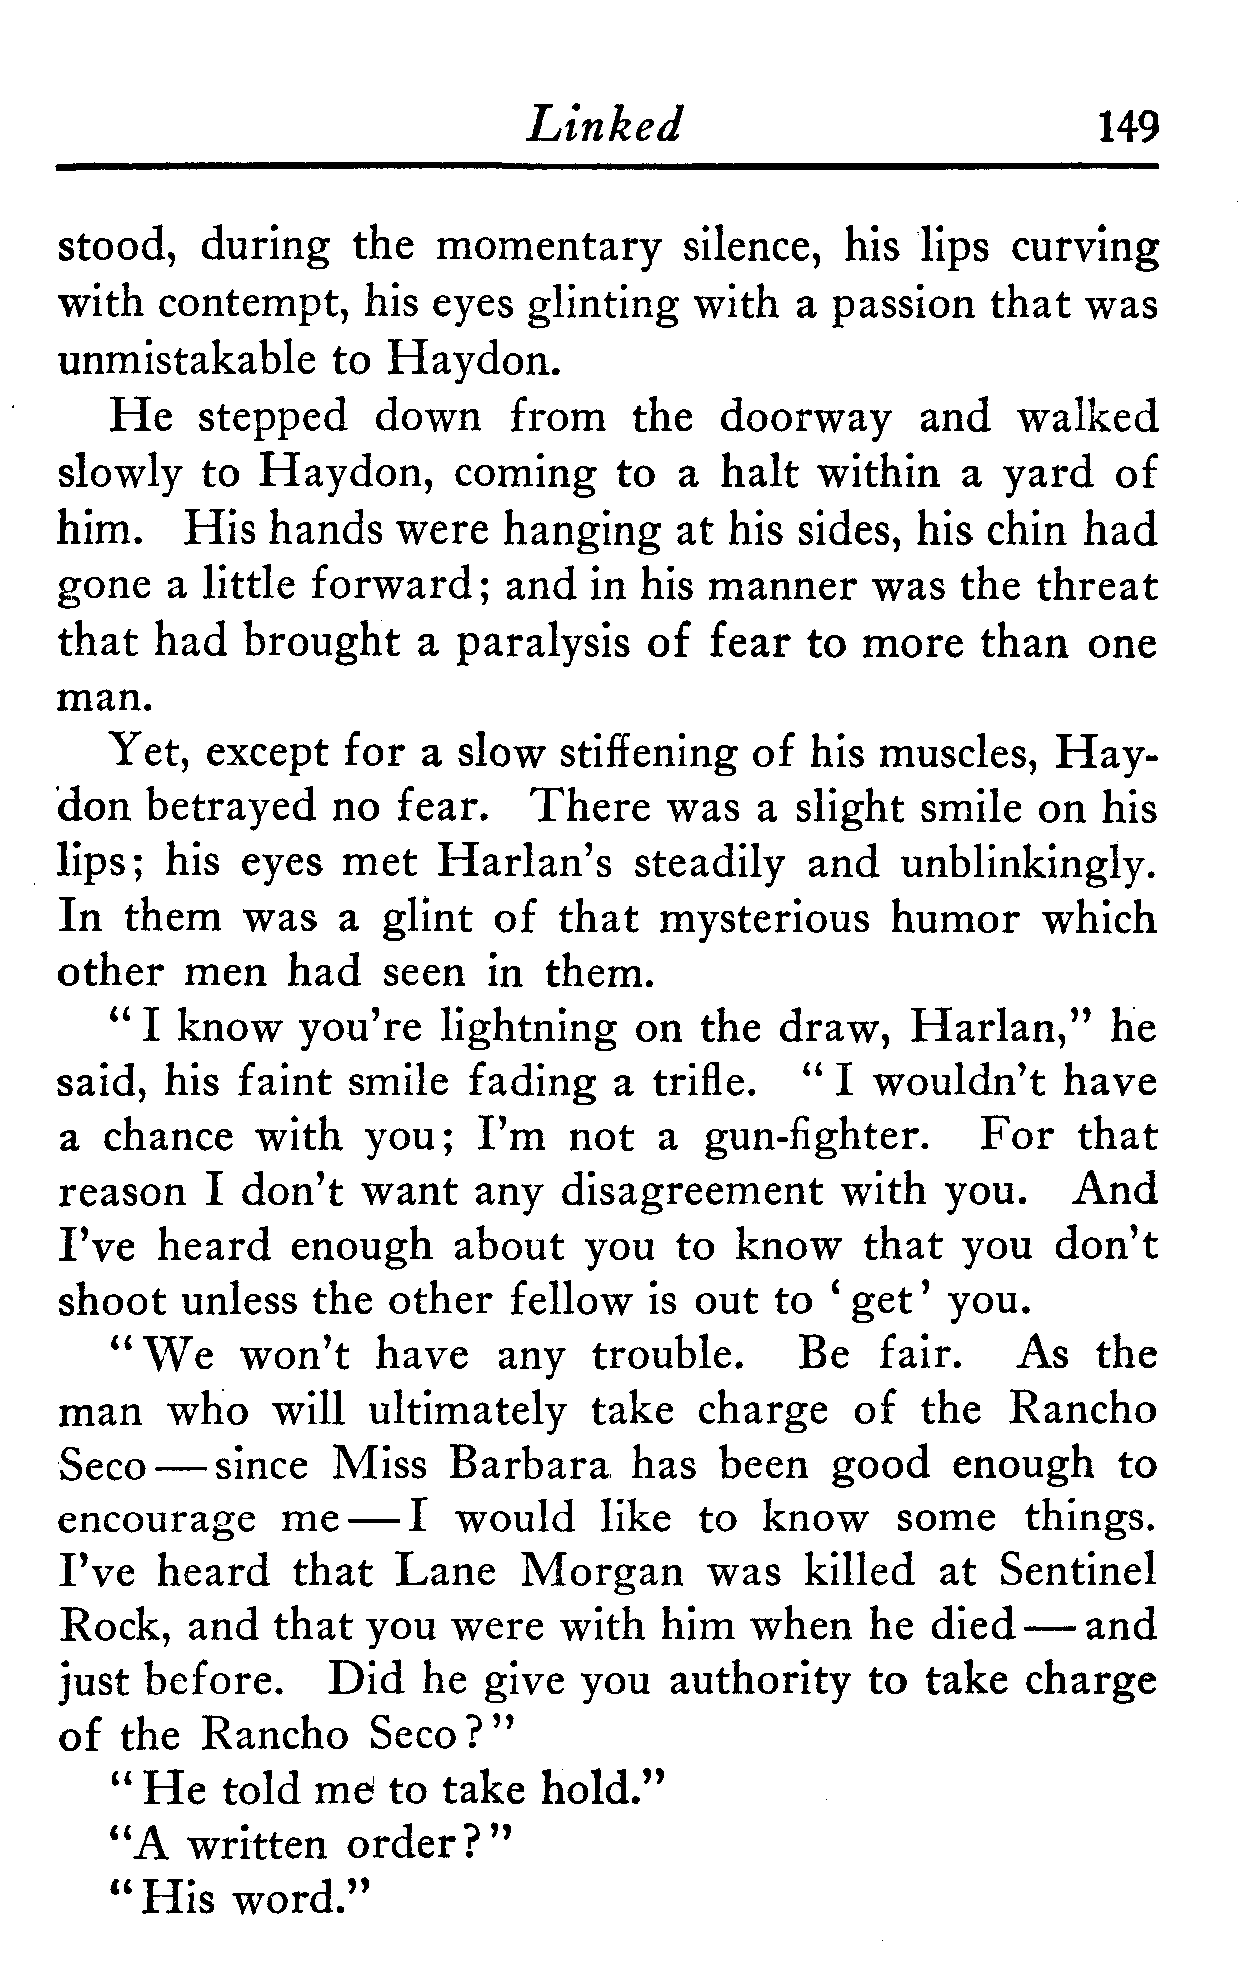 Linked 149
stood, during the momentary silence, his lips curving
with contempt, his eyes glinting with a passion that was
unmistakable to Haydon.
He stepped down from the doorway and walked
slowly to Haydon, coming to a halt within a yard of
him. His hands were hanging at his sides, his chin had
gone a little forward; and in his manner was the threat
that had brought a paralysis of fear to more than one
man.
Yet, except for a slow stiffening of his muscles, Hay-
don betrayed no fear. There was a slight smile on his
lips; his eyes met Harlan's steadily and unblinkingly.
In them was a glint of that mysterious humor which
other men had seen in them.
"I know you're lightning on the draw, Harlan," he
said, his faint smile fading a trifle. "I wouldn't have
a chance with you; I'm not a gun-fighter. For that
reason I don't want any disagreement with you. And
I've heard enough about you to know that you don't
shoot unless the other fellow is out to 'get' you.
"We won't have any trouble. Be fair. As the
man who will ultimately take charge of the Rancho
Seco—since Miss Barbara has been good enough to
encourage me—I would like to know some things.
I've heard that Lane Morgan was killed at Sentinel
Rock, and that you were with him when he died—and
just before. Did he give you authority to take charge
of the Rancho Seco?"
"He told me to take hold."
"A written order?"
"His word."